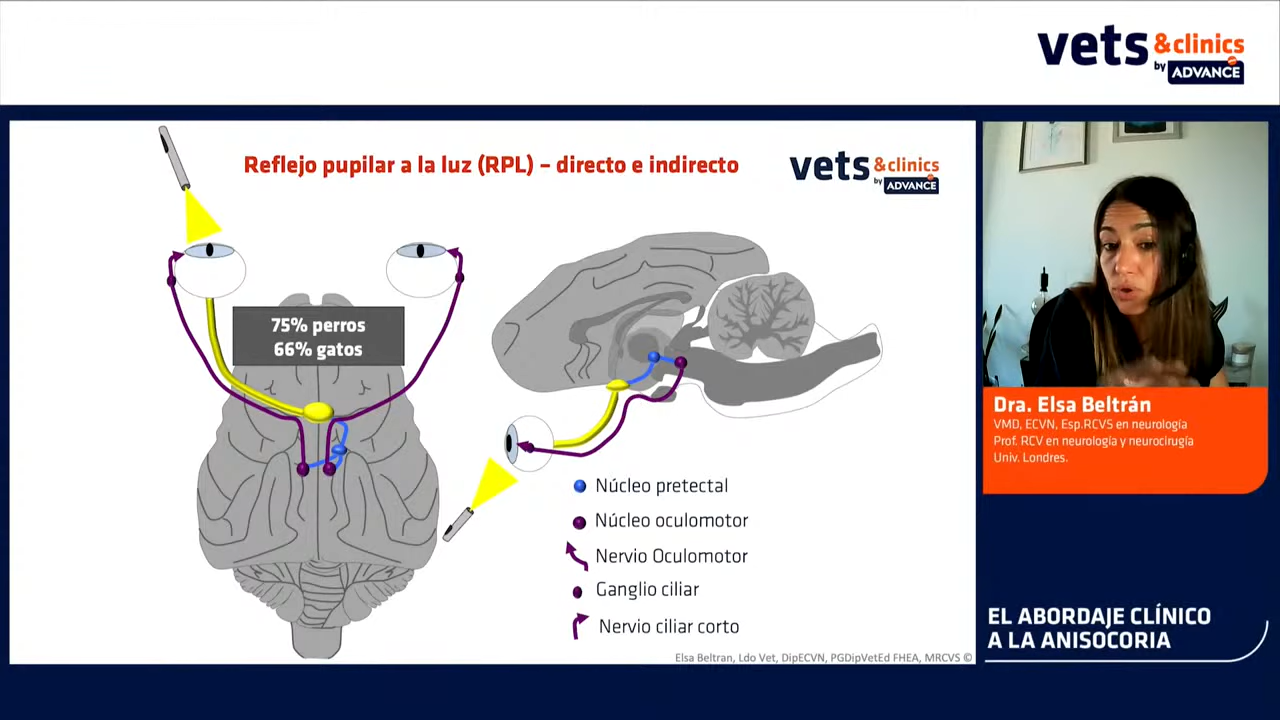 vets &clinics
by ADVANCE
Reflejo pupilar a la luz (RPL) – directo e indirecto
vets &clinics
by ADVANCE
75% perros
66% gatos
Núcleo pretectal
Núcleo oculomotor
Nervio Oculomotor
Ganglio ciliar
Nervio ciliar corto
Elsa Beltran, Ldo Vet, DipECVN, PGDipVetEd FHEA, MRCVS ©
Dra. Elsa Beltrán
VMD, ECVN, Esp.RCVS en neurología
Prof. RCV en neurología y neurocirugía
Univ. Londres.
EL ABORDAJE CLÍNICO
A LA ANISOCORIA